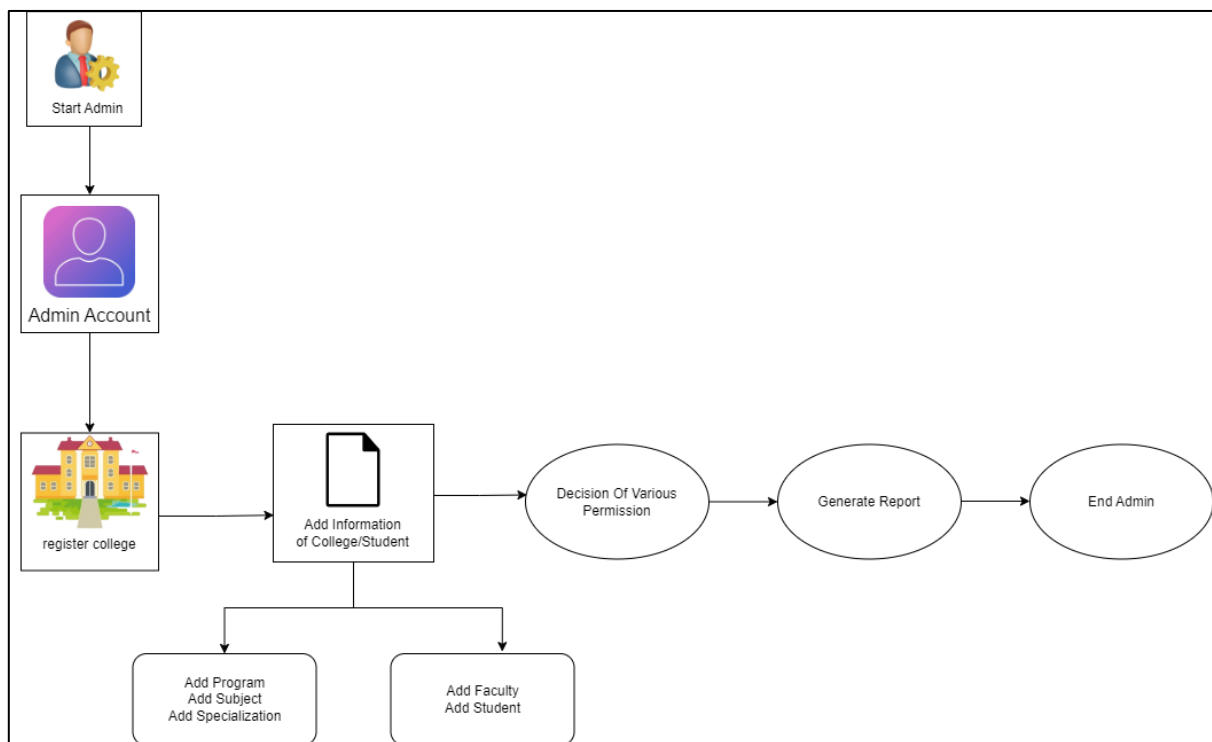 Start Admin
Admin Account
register college
Add Information
of College/Student
Decision Of Various
Permission
Generate Report
End Admin
Add Program
Add Subject
Add Specialization
Add Faculty
Add Student